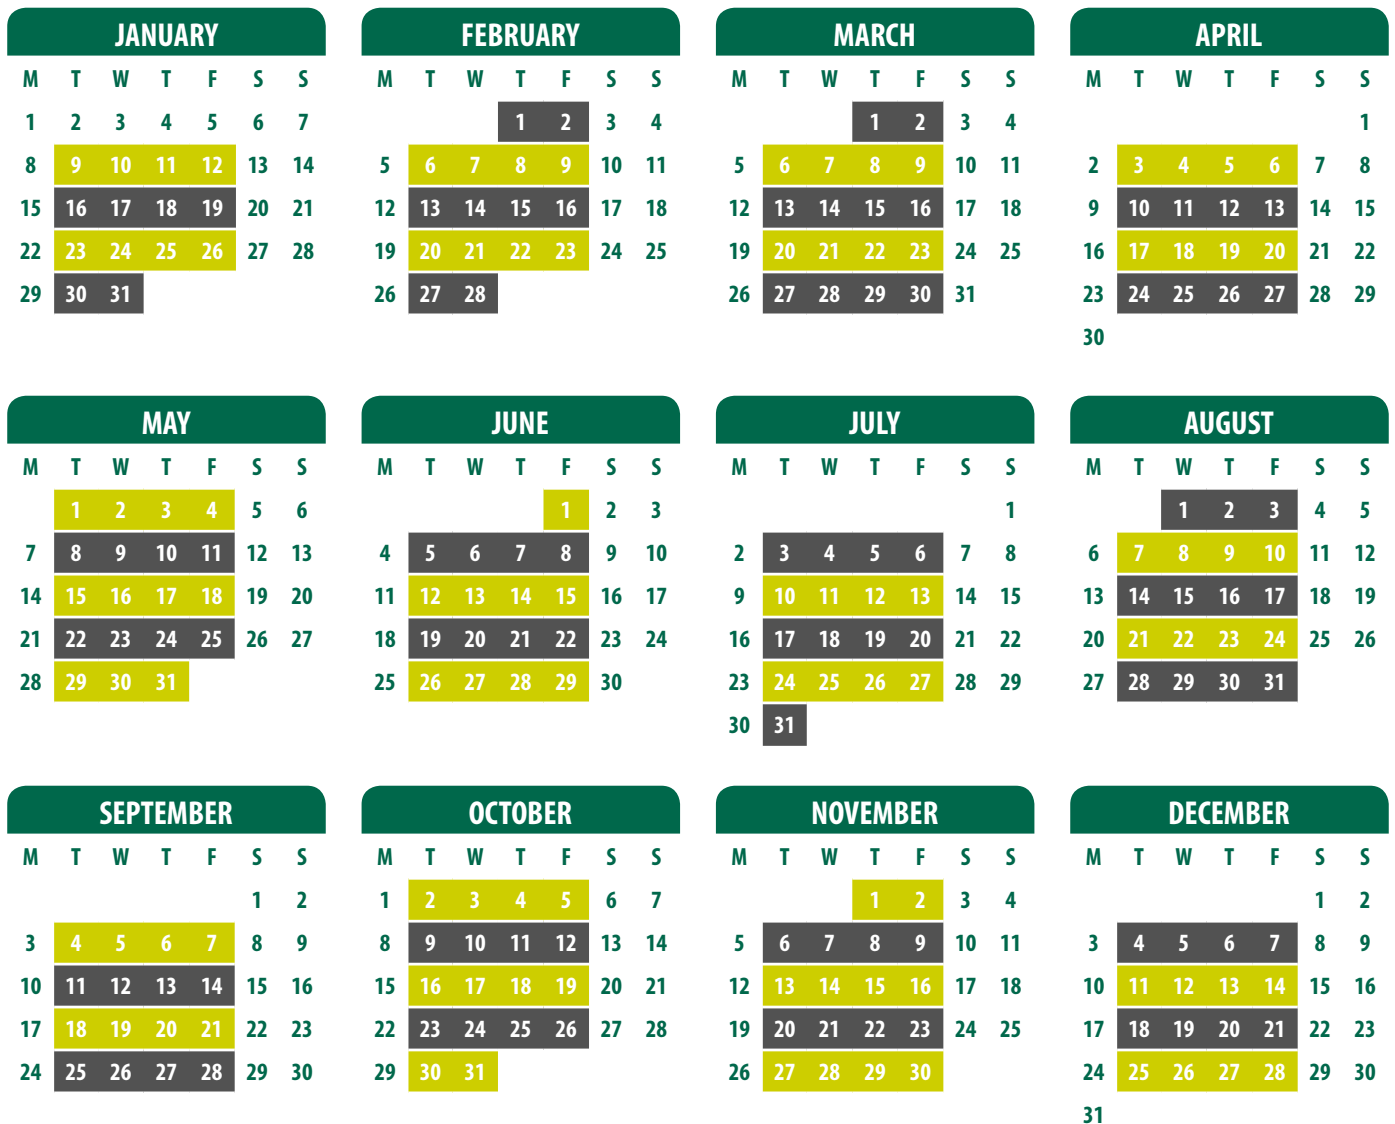 JANUARY
M T W T F S S
1 2 3 4 5 6 7
8 9 10 11 12 13 14
15 16 17 18 19 20 21
22 23 24 25 26 27 28
29 30 31
FEBRUARY
M T W T F S S
1 2 3 4
5 6 7 8 9 10 11
12 13 14 15 16 17 18
19 20 21 22 23 24 25
26 27 28
MARCH
M T W T F S S
1 2 3 4
5 6 7 8 9 10 11
12 13 14 15 16 17 18
19 20 21 22 23 24 25
26 27 28 29 30 31
APRIL
M T W T F S S
1
2 3 4 5 6 7 8
9 10 11 12 13 14 15
16 17 18 19 20 21 22
23 24 25 26 27 28 29
30
MAY
M T W T F S S
1 2 3 4 5 6
7 8 9 10 11 12 13
14 15 16 17 18 19 20
21 22 23 24 25 26 27
28 29 30 31
JUNE
M T W T F S S
1 2 3
4 5 6 7 8 9 10
11 12 13 14 15 16 17
18 19 20 21 22 23 24
25 26 27 28 29 30
JULY
M T W T F S S
1
2 3 4 5 6 7 8
9 10 11 12 13 14 15
16 17 18 19 20 21 22
23 24 25 26 27 28 29
30 31
AUGUST
M T W T F S S
1 2 3 4 5
6 7 8 9 10 11 12
13 14 15 16 17 18 19
20 21 22 23 24 25 26
27 28 29 30 31
SEPTEMBER
M T W T F S S
1 2
3 4 5 6 7 8 9
10 11 12 13 14 15 16
17 18 19 20 21 22 23
24 25 26 27 28 29 30
OCTOBER
M T W T F S S
1 2 3 4 5 6 7
8 9 10 11 12 13 14
15 16 17 18 19 20 21
22 23 24 25 26 27 28
29 30 31
NOVEMBER
M T W T F S S
1 2 3 4
5 6 7 8 9 10 11
12 13 14 15 16 17 18
19 20 21 22 23 24 25
26 27 28 29 30
DECEMBER
M T W T F S S
1 2
3 4 5 6 7 8 9
10 11 12 13 14 15 16
17 18 19 20 21 22 23
24 25 26 27 28 29 30
31